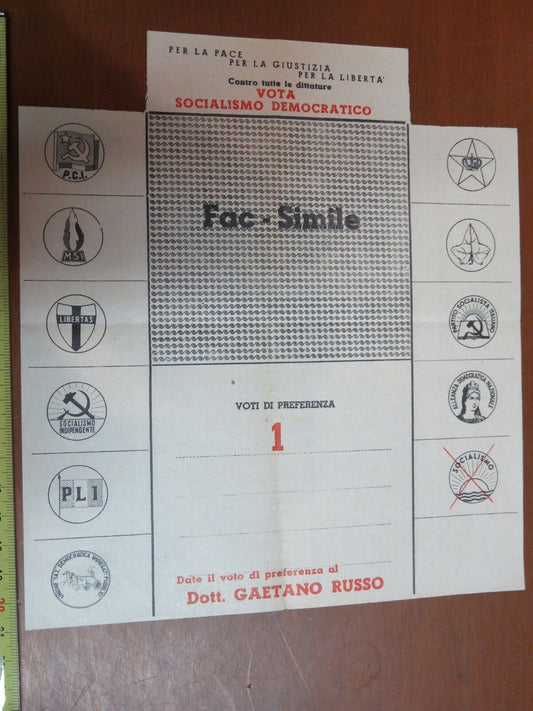 PER LA PACE
PER LA GIUSTIZIA
PER LA LIBERTA'
Contro tutte le dittature
VOTA
SOCIALISMO DEMOCRATICO
P.C.I.
MSI
LIBERTAS
SOCIALISMO
INDIPENDENTE
PLI
Fac-Simile
VOTI DI PREFERENZA
1
Date il voto di preferenza al
Dott. GAETANO RUSSO
PARTITO SOCIALISTA ITALIANO
ALLEANZA DEMOCRATICA NAZIONALE
SOCIALISMO